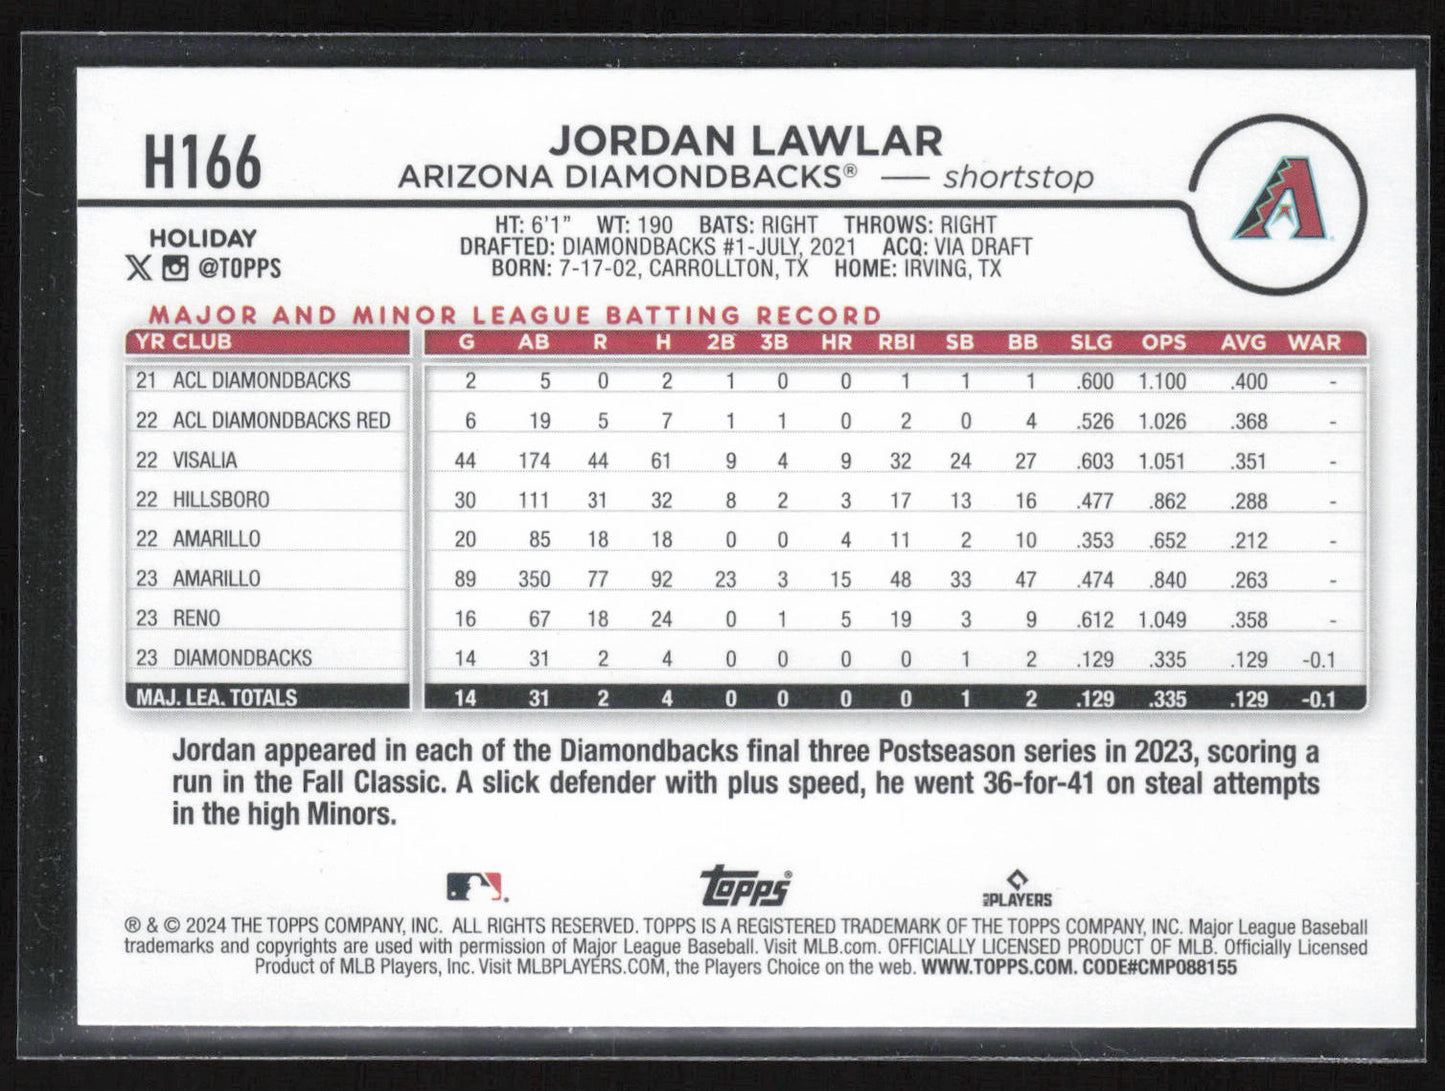 H166
JORDAN LAWLAR
ARIZONA DIAMONDBACKS® — shortstop
HOLIDAY
@TOPPS
HT: 6'1" WT: 190 BATS: RIGHT THROWS: RIGHT
DRAFTED: DIAMONDBACKS #1-JULY, 2021 ACQ: VIA DRAFT
BORN: 7-17-02, CARROLLTON, TX HOME: IRVING, TX
MAJOR AND MINOR LEAGUE BATTING RECORD
YR CLUB G AB R H 2B 3B HR RBI SB BB SLG OPS AVG WAR
21 ACL DIAMONDBACKS 2 5 0 2 1 0 0 1 1 1 .600 1.100 .400 -
22 ACL DIAMONDBACKS RED 6 19 5 7 1 1 0 2 0 4 .526 1.026 .368 -
22 VISALIA 44 174 44 61 9 4 9 32 24 27 .603 1.051 .351 -
22 HILLSBORO 30 111 31 32 8 2 3 17 13 16 .477 .862 .288 -
22 AMARILLO 20 85 18 18 0 0 4 11 2 10 .353 .652 .212 -
23 AMARILLO 89 350 77 92 23 3 15 48 33 47 .474 .840 .263 -
23 RENO 16 67 18 24 0 1 5 19 3 9 .612 1.049 .358 -
23 DIAMONDBACKS 14 31 2 4 0 0 0 0 1 2 .129 .335 .129 -0.1
MAJ. LEA. TOTALS 14 31 2 4 0 0 0 0 1 2 .129 .335 .129 -0.1
Jordan appeared in each of the Diamondbacks final three Postseason series in 2023, scoring a
run in the Fall Classic. A slick defender with plus speed, he went 36-for-41 on steal attempts
in the high Minors.
Topps®
PLAYERS
® & © 2024 THE TOPPS COMPANY, INC. ALL RIGHTS RESERVED. TOPPS IS A REGISTERED TRADEMARK OF THE TOPPS COMPANY, INC. Major League Baseball
trademarks and copyrights are used with permission of Major League Baseball. Visit MLB.com. OFFICIALLY LICENSED PRODUCT OF MLB. Officially Licensed
Product of MLB Players, Inc. Visit MLBPLAYERS.COM, the Players Choice on the web. WWW.TOPPS.COM. CODE#CMP088155